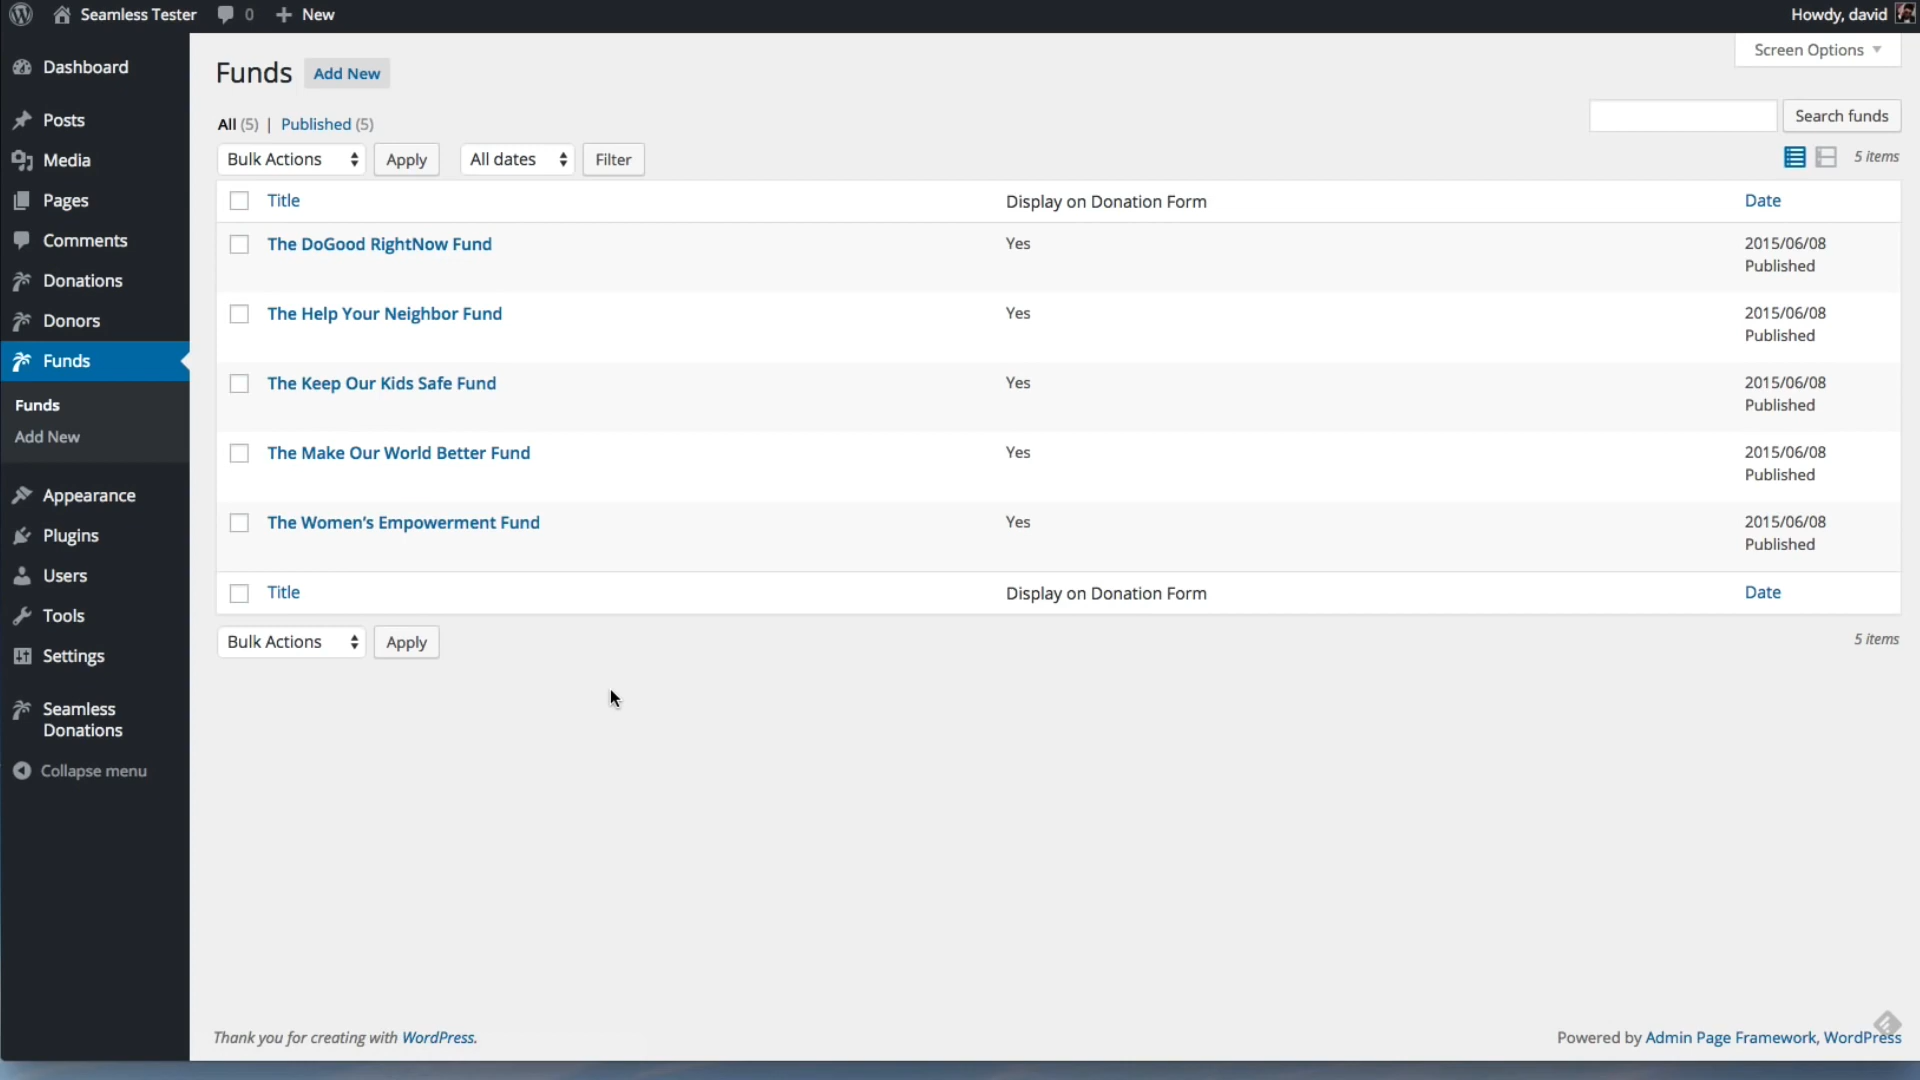 Seamless Tester 0 New Howdy, david
Screen Options
Dashboard
Posts
Media
Pages
Comments
Donations
Donors
Funds
Funds
Add New
Appearance
Plugins
Users
Tools
Settings
Seamless
Donations
Collapse menu
Funds Add New
All (5) | Published (5)
Search funds
Bulk Actions Apply All dates Filter
5 items
Title Display on Donation Form Date
The DoGood RightNow Fund Yes 2015/06/08
Published
The Help Your Neighbor Fund Yes 2015/06/08
Published
The Keep Our Kids Safe Fund Yes 2015/06/08
Published
The Make Our World Better Fund Yes 2015/06/08
Published
The Women’s Empowerment Fund Yes 2015/06/08
Published
Title Display on Donation Form Date
Bulk Actions Apply 5 items
Thank you for creating with WordPress. Powered by Admin Page Framework, WordPress